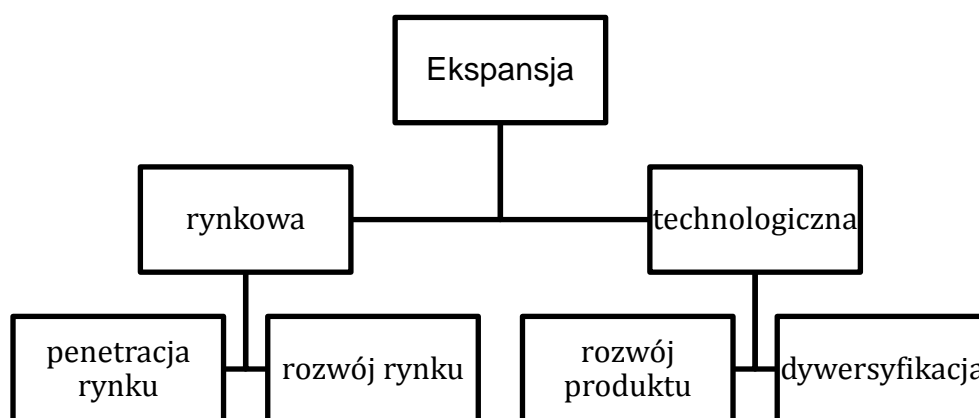 Ekspansja
rynkowa
technologiczna
penetracja
rynku
rozwój rynku
rozwój
produktu
dywersyfikacja